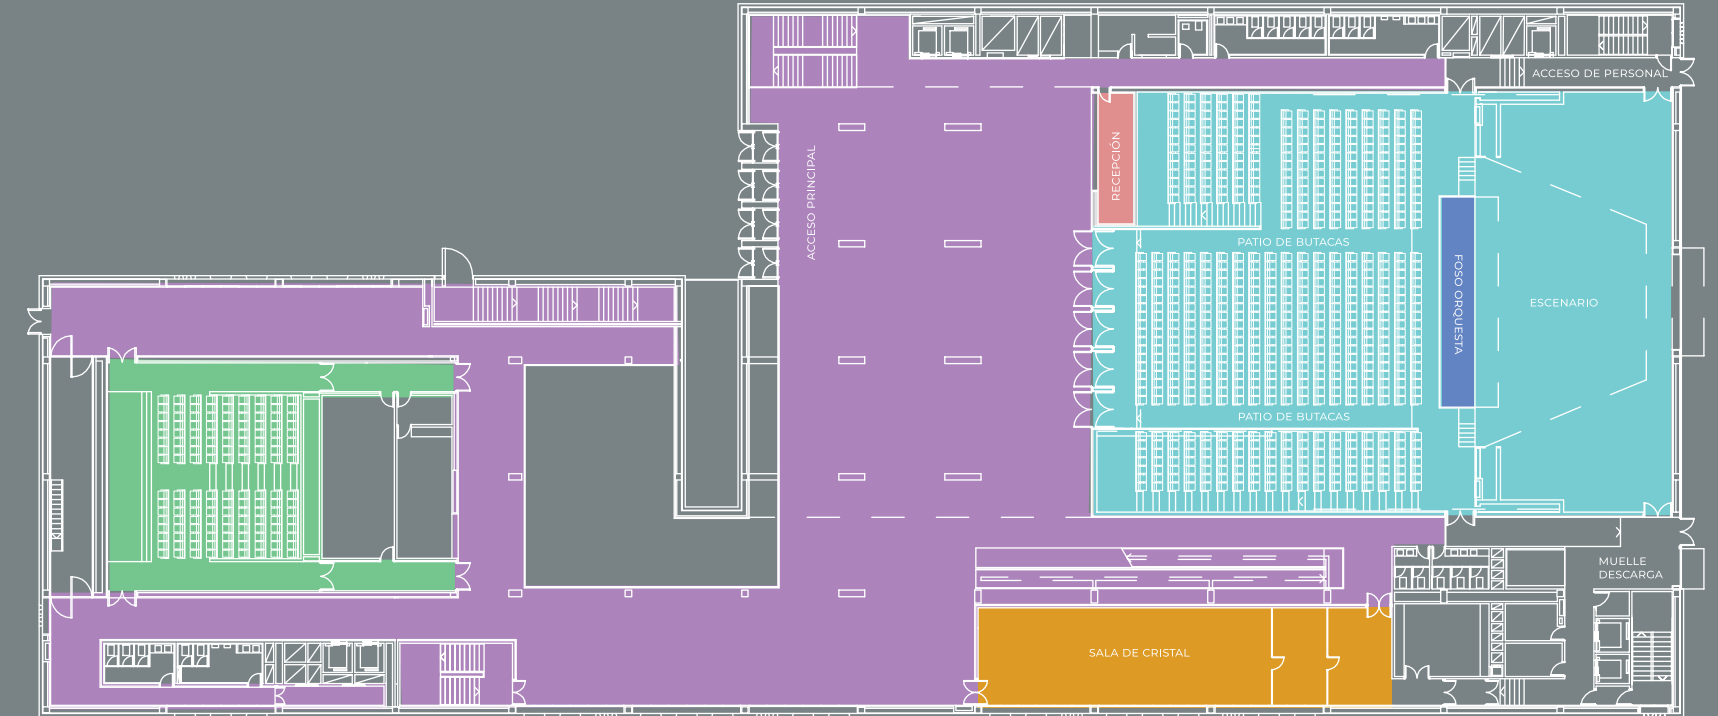 ACCESO DE PERSONAL
ACCESO PRINCIPAL
RECEPCIÓN
PATIO DE BUTACAS
FOSO ORQUESTA
ESCENARIO
PATIO DE BUTACAS
MUELLE
DESCARGA
SALA DE CRISTAL